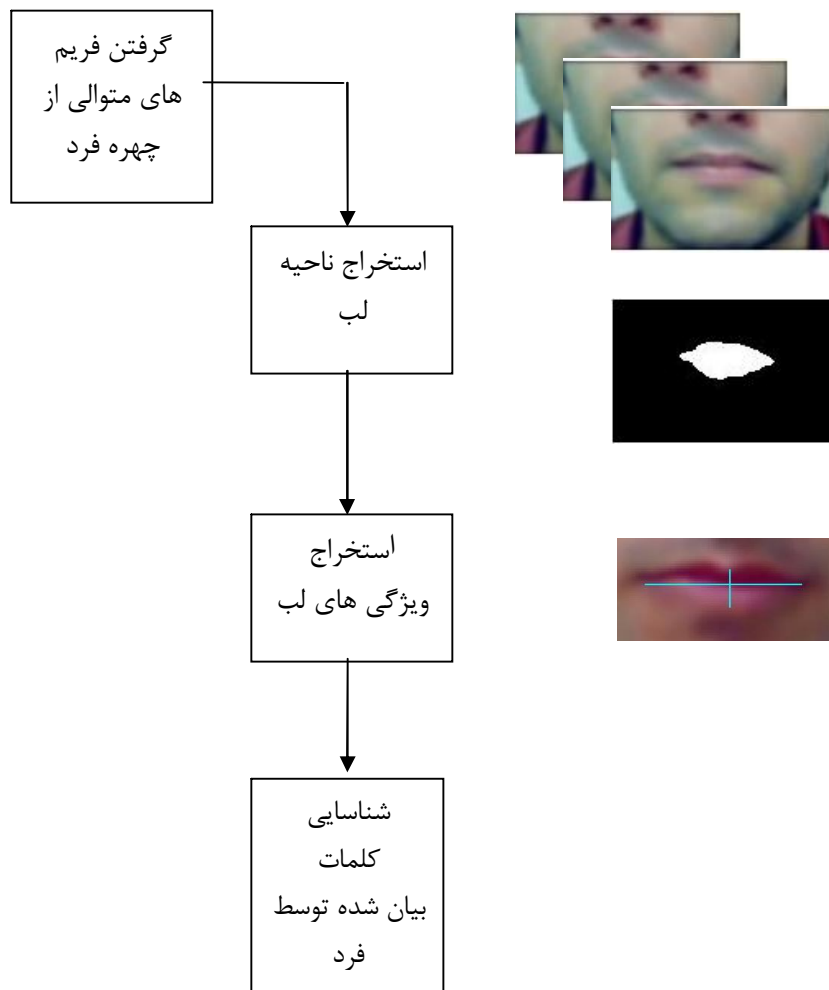 گرفتن فریم
های متوالی از
چهره فرد
استخراج ناحیه
لب
استخراج
ویژگی های لب
شناسایی
کلمات
بیان شده توسط
فرد